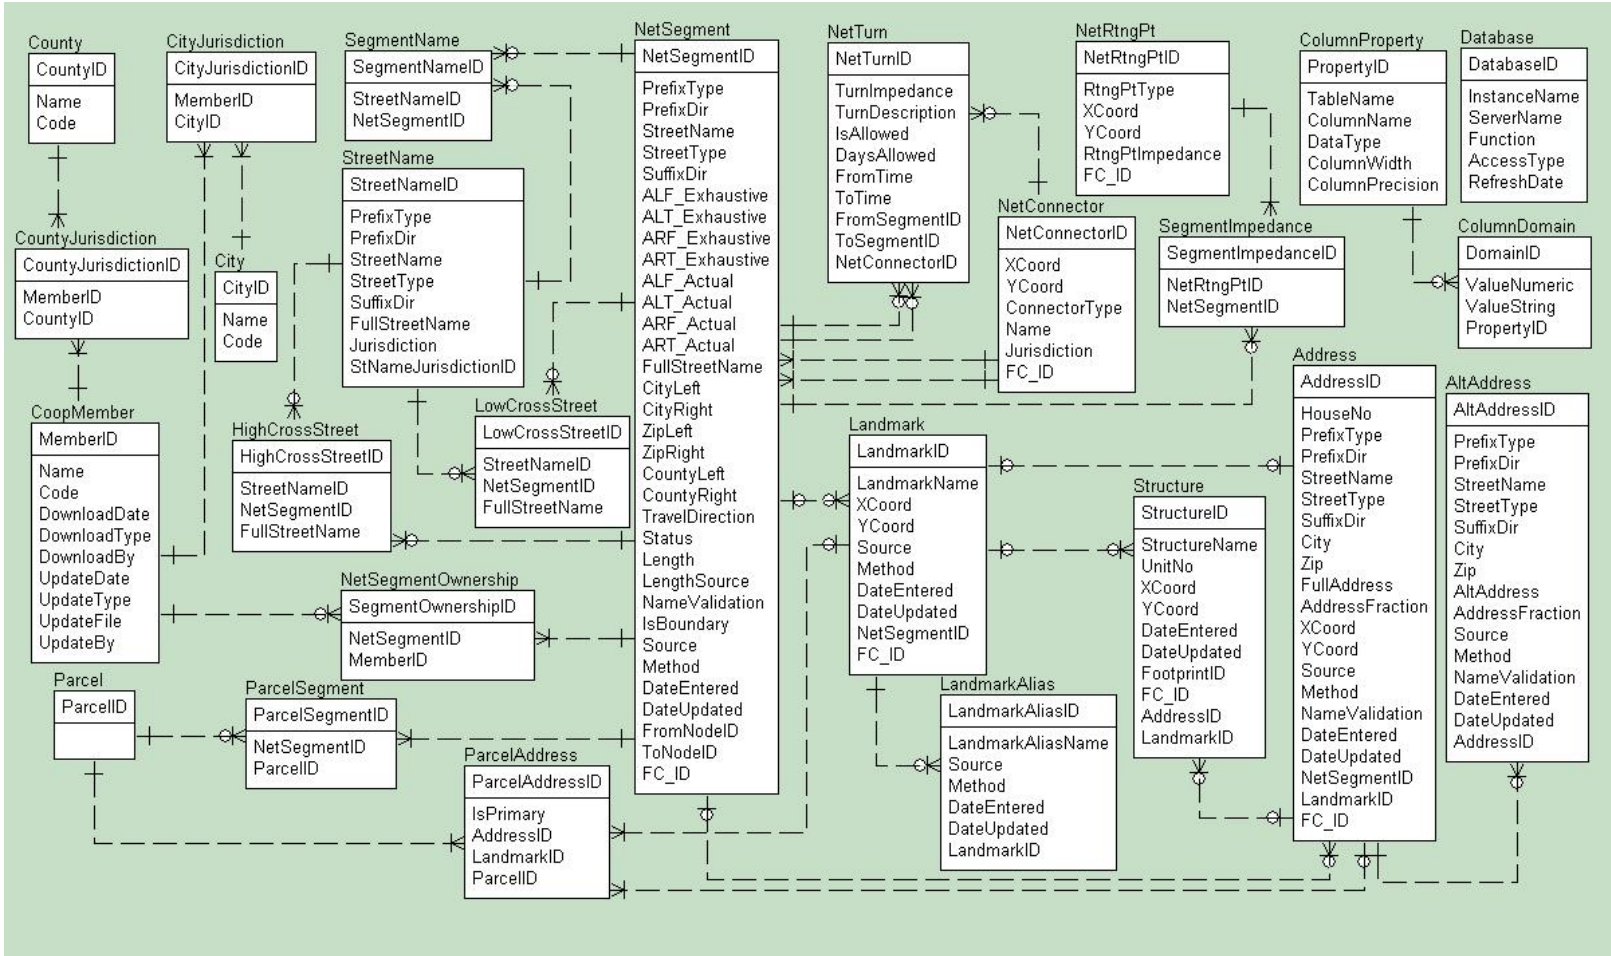 County
CountyID
Name
Code
CityJurisdiction
CityJurisdictionID
MemberID
CityID
SegmentName
SegmentNameID
StreetNameID
NetSegmentID
NetSegment
NetSegmentID
PrefixType
PrefixDir
StreetName
StreetType
SuffixDir
ALF_Exhaustive
ALT_Exhaustive
ARF_Exhaustive
ART_Exhaustive
ALF_Actual
ALT_Actual
ARF_Actual
ART_Actual
FullStreetName
CityLeft
CityRight
ZipLeft
ZipRight
CountyLeft
CountyRight
TravelDirection
Status
Length
LengthSource
NameValidation
IsBoundary
Source
Method
DateEntered
DateUpdated
FromNodeID
ToNodeID
FC_ID
NetTurn
NetTurnID
TurnImpedance
TurnDescription
IsAllowed
DaysAllowed
FromTime
ToTime
FromSegmentID
ToSegmentID
NetConnectorID
NetRtngPt
NetRtngPtID
RtngPtType
XCoord
YCoord
RtngPtImpedance
FC_ID
ColumnProperty
PropertyID
TableName
ColumnName
DataType
ColumnWidth
ColumnPrecision
Database
DatabaseID
InstanceName
ServerName
Function
AccessType
RefreshDate
CountyJurisdiction
CountyJurisdictionID
MemberID
CountyID
City
CityID
Name
Code
StreetName
StreetNameID
PrefixType
PrefixDir
StreetName
StreetType
SuffixDir
FullStreetName
Jurisdiction
StNameJurisdictionID
NetConnector
NetConnectorID
XCoord
YCoord
ConnectorType
Name
Jurisdiction
FC_ID
SegmentImpedance
SegmentImpedanceID
NetRtngPtID
NetSegmentID
ColumnDomain
DomainID
ValueNumeric
ValueString
PropertyID
CoopMember
MemberID
Name
Code
DownloadDate
DownloadType
DownloadBy
UpdateDate
UpdateType
UpdateFile
UpdateBy
HighCrossStreet
HighCrossStreetID
StreetNameID
NetSegmentID
FullStreetName
LowCrossStreet
LowCrossStreetID
StreetNameID
NetSegmentID
FullStreetName
Landmark
LandmarkID
LandmarkName
XCoord
YCoord
Source
Method
DateEntered
DateUpdated
NetSegmentID
FC_ID
Structure
StructureID
StructureName
UnitNo
XCoord
YCoord
DateEntered
DateUpdated
FootprintID
FC_ID
AddressID
LandmarkID
Address
AddressID
HouseNo
PrefixType
PrefixDir
StreetName
StreetType
SuffixDir
City
Zip
FullAddress
AddressFraction
XCoord
YCoord
Source
Method
NameValidation
DateEntered
DateUpdated
NetSegmentID
LandmarkID
FC_ID
AltAddress
AltAddressID
PrefixType
PrefixDir
StreetName
StreetType
SuffixDir
City
Zip
AltAddress
AddressFraction
Source
Method
NameValidation
DateEntered
DateUpdated
AddressID
NetSegmentOwnership
SegmentOwnershipID
NetSegmentID
MemberID
Parcel
ParcelID
ParcelSegment
ParcelSegmentID
NetSegmentID
ParcelID
ParcelAddress
ParcelAddressID
IsPrimary
AddressID
LandmarkID
ParcelID
LandmarkAlias
LandmarkAliasID
LandmarkAliasName
Source
Method
DateEntered
DateUpdated
LandmarkID